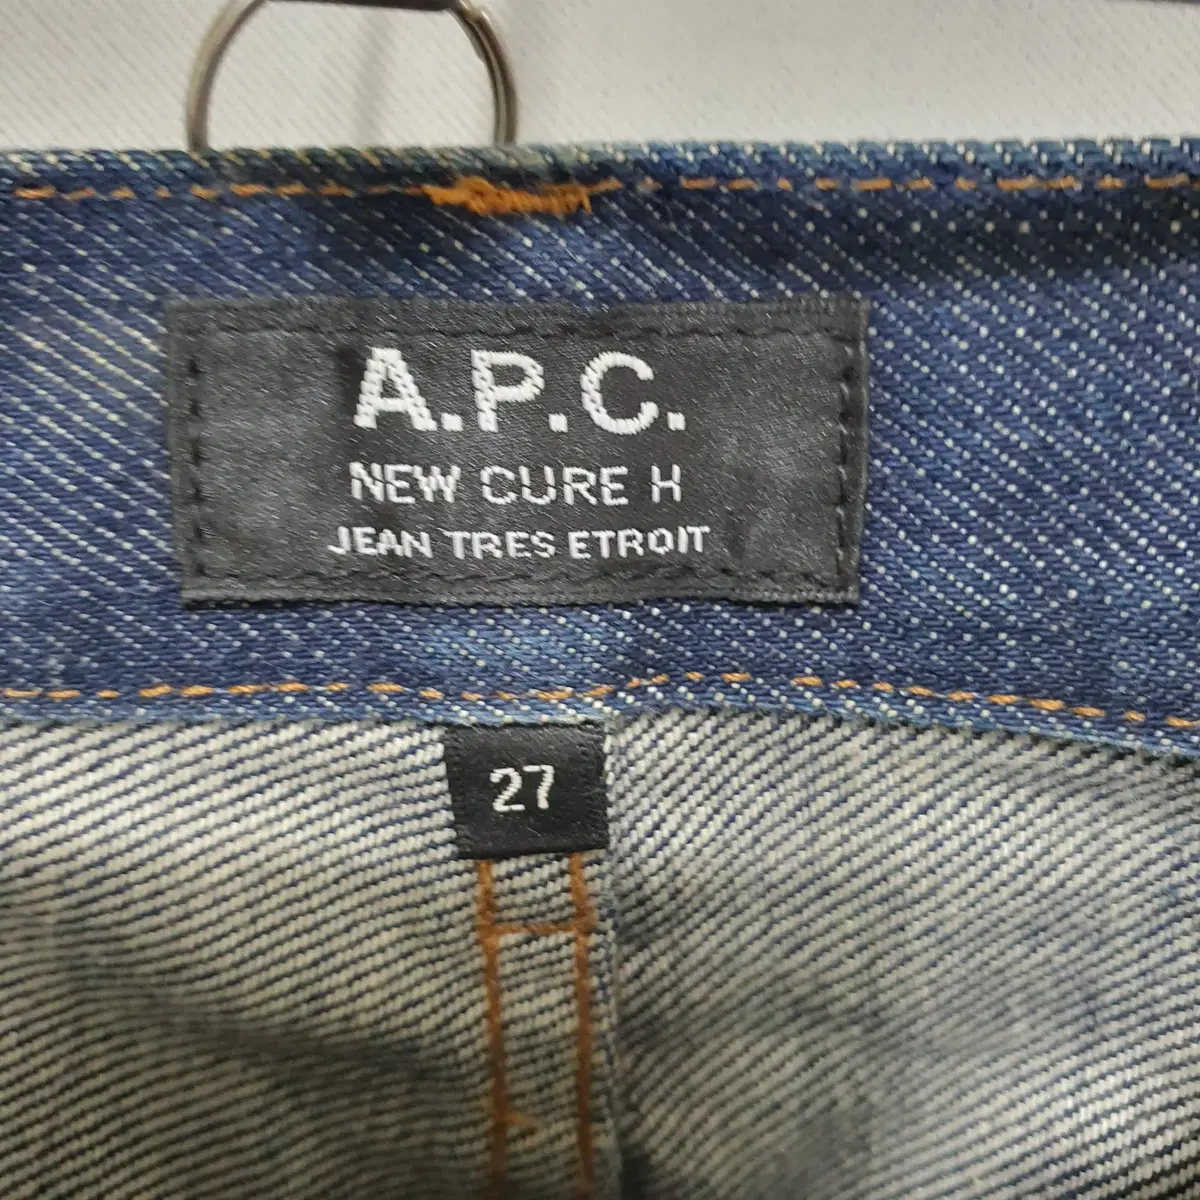 A.P.C.
NEW CURE H
JEAN TRES ETROIT
27